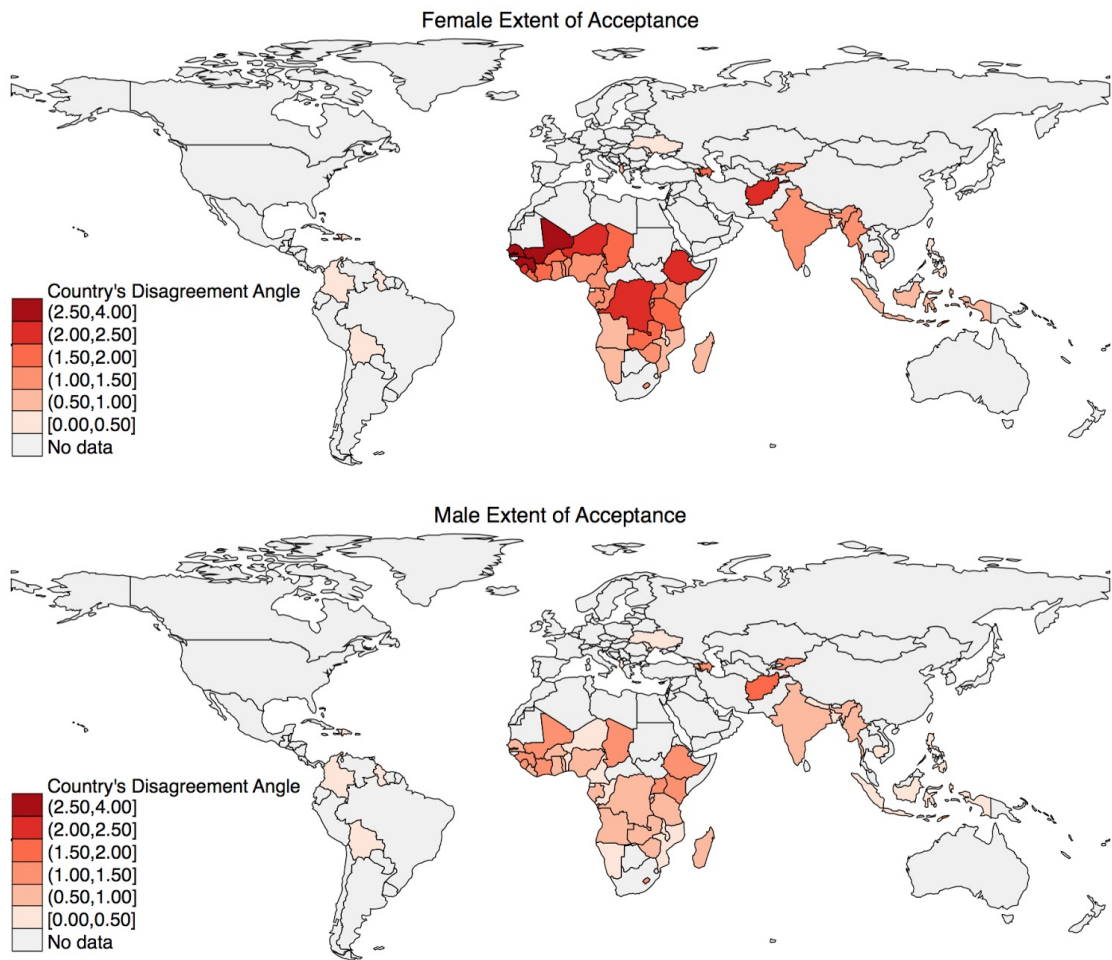 Female Extent of Acceptance
Country's Disagreement Angle
(2.50,4.00]
(2.00,2.50]
(1.50,2.00]
(1.00,1.50]
(0.50,1.00]
[0.00,0.50]
No data
Male Extent of Acceptance
Country's Disagreement Angle
(2.50,4.00]
(2.00,2.50]
(1.50,2.00]
(1.00,1.50]
(0.50,1.00]
[0.00,0.50]
No data